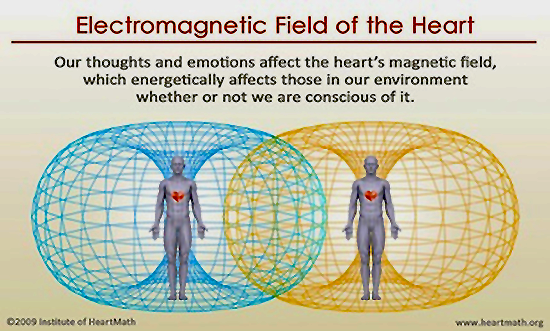 Electromagnetic Field of the Heart
Our thoughts and emotions affect the heart's magnetic field,
which energetically affects those in our environment
whether or not we are conscious of it.
©2009 Institute of HeartMath
www.heartmath.org